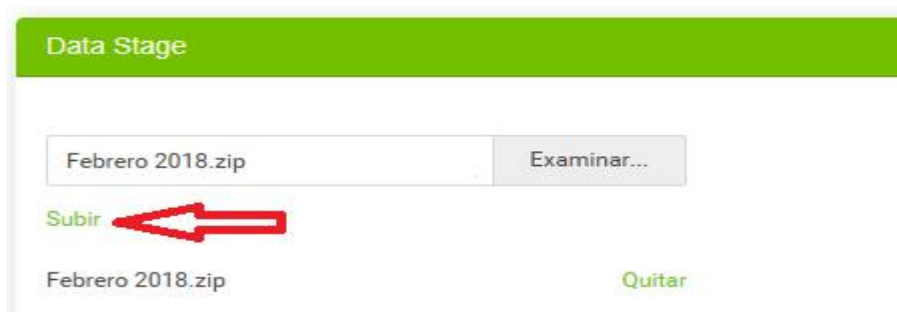 Data Stage
Febrero 2018.zip Examinar...
Subir
Febrero 2018.zip Quitar